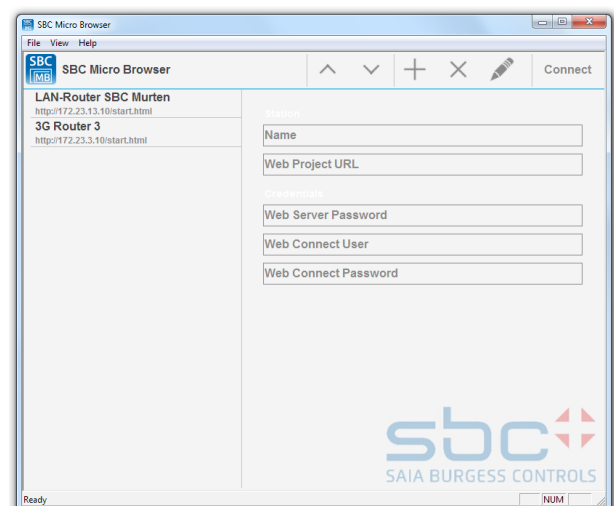 SBC Micro Browser
File View Help
SBC
MB
SBC Micro Browser
Connect
LAN-Router SBC Murten
http://172.23.13.10/start.html
3G Router 3
http://172.23.3.10/start.html
Station
Name
Web Project URL
Credentials
Web Server Password
Web Connect User
Web Connect Password
sbc
SAIA BURGESS CONTROLS
Ready
NUM